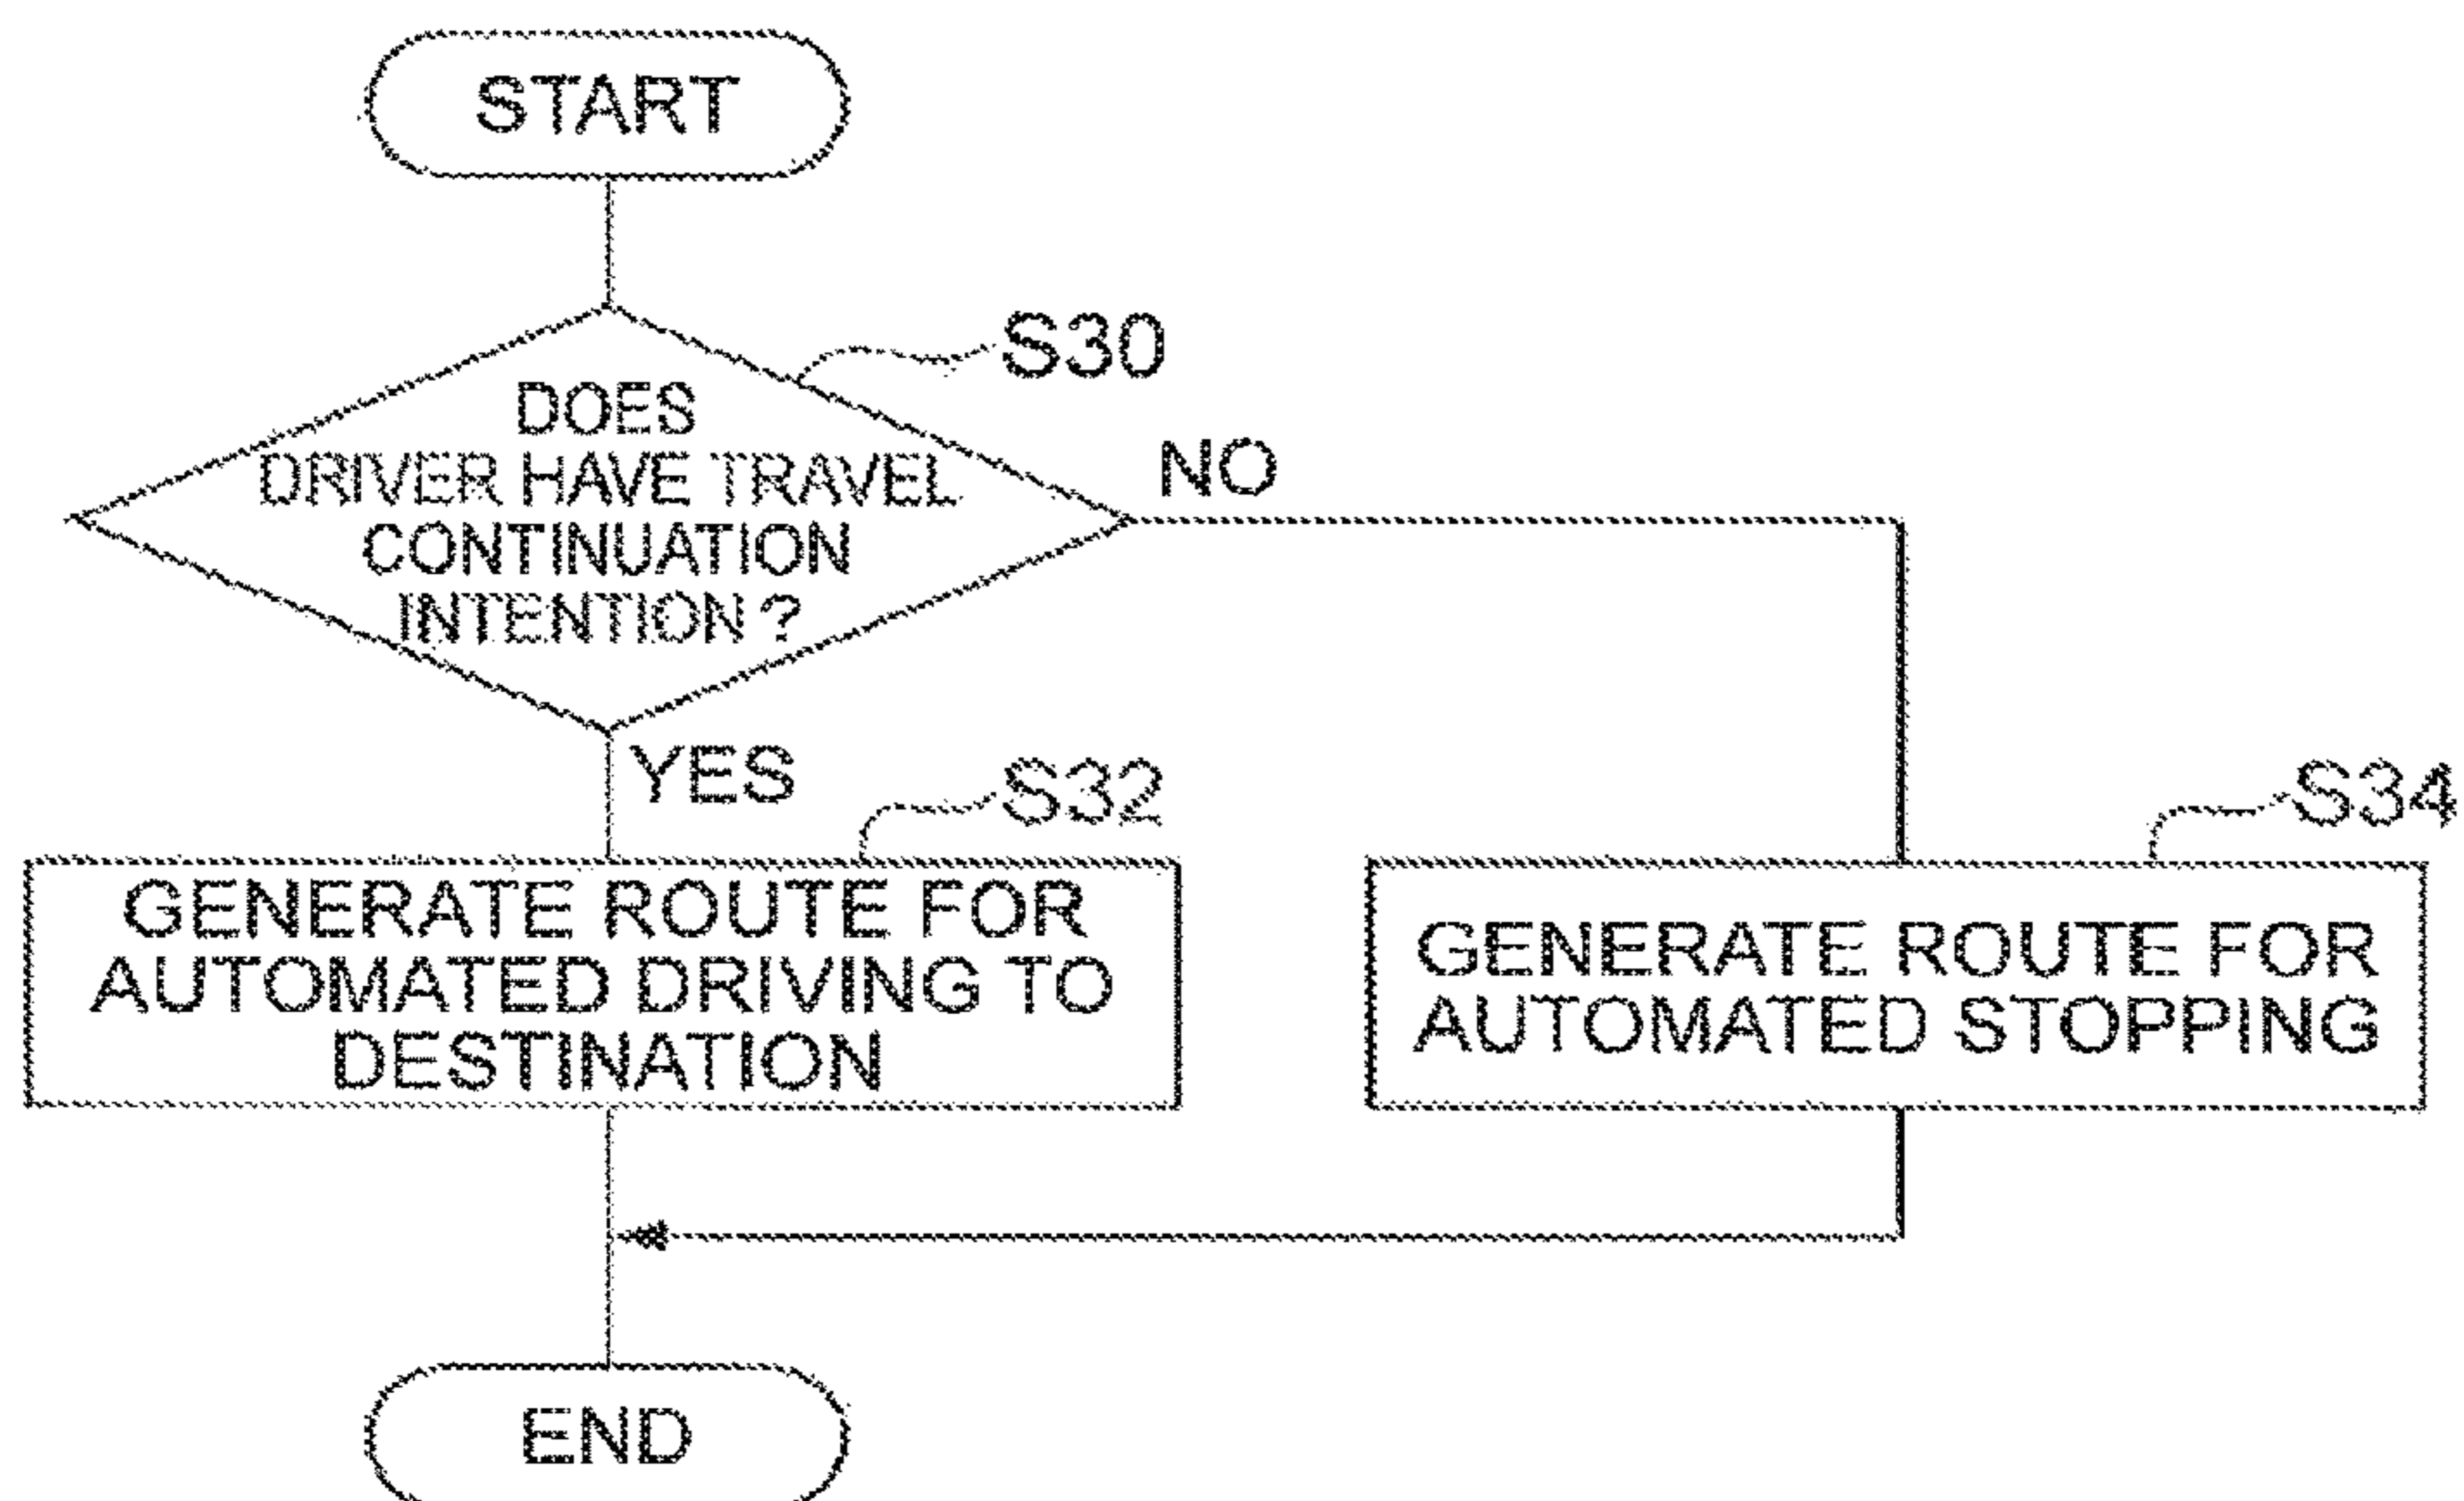 START
S30
DOES
DRIVER HAVE TRAVEL
CONTINUATION
INTENTION ?
NO
YES
S32
S34
GENERATE ROUTE FOR
AUTOMATED DRIVING TO
DESTINATION
GENERATE ROUTE FOR
AUTOMATED STOPPING
END